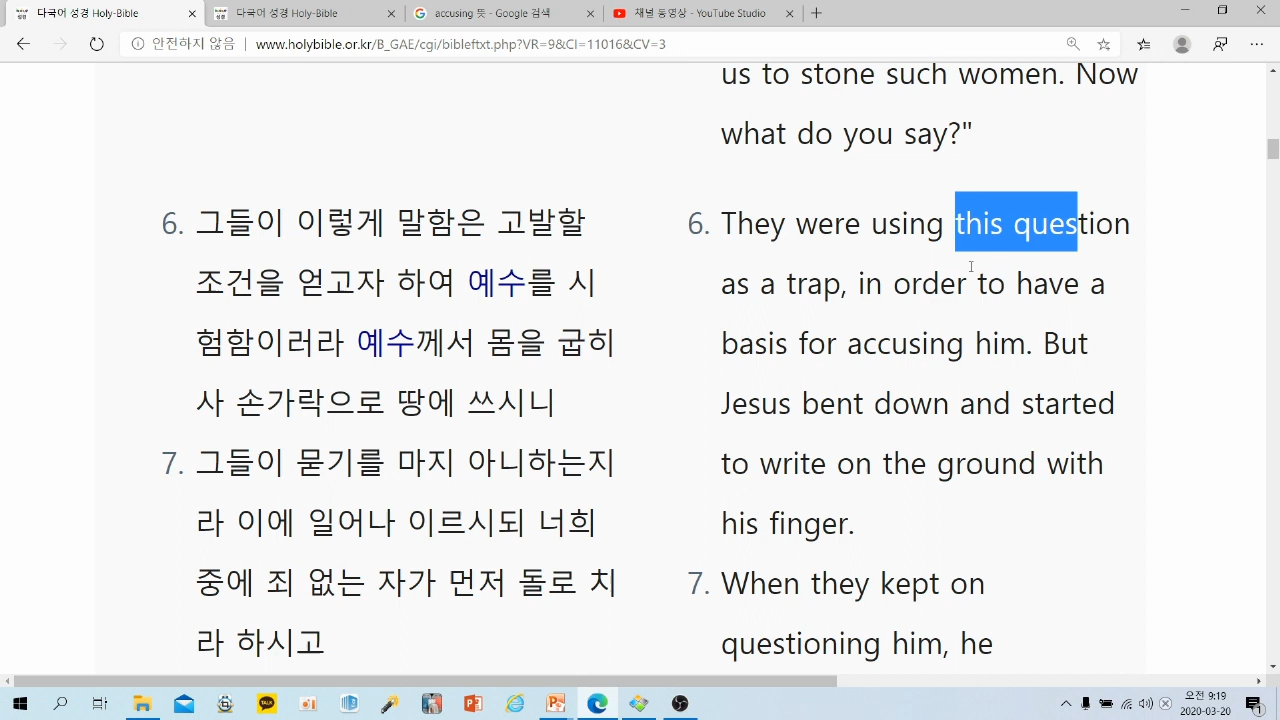 다국어 성경 Holy-Bible
다국어 성경 Holy-Bible
accusing 뜻 - Google 검색
채널 동영상 - YouTube Studio
안전하지 않음
www.holybible.or.kr/B_GAE/cgi/bibleftxt.php?VR=9&CI=11016&CV=3
us to stone such women. Now
what do you say?"
6. 그들이 이렇게 말함은 고발할
조건을 얻고자 하여 예수를 시
험함이러라 예수께서 몸을 굽히
사 손가락으로 땅에 쓰시니
7. 그들이 묻기를 마지 아니하는지
라 이에 일어나 이르시되 너희
중에 죄 없는 자가 먼저 돌로 치
라 하시고
6. They were using this question
as a trap, in order to have a
basis for accusing him. But
Jesus bent down and started
to write on the ground with
his finger.
7. When they kept on
questioning him, he
오전 9:19
2020-03-20